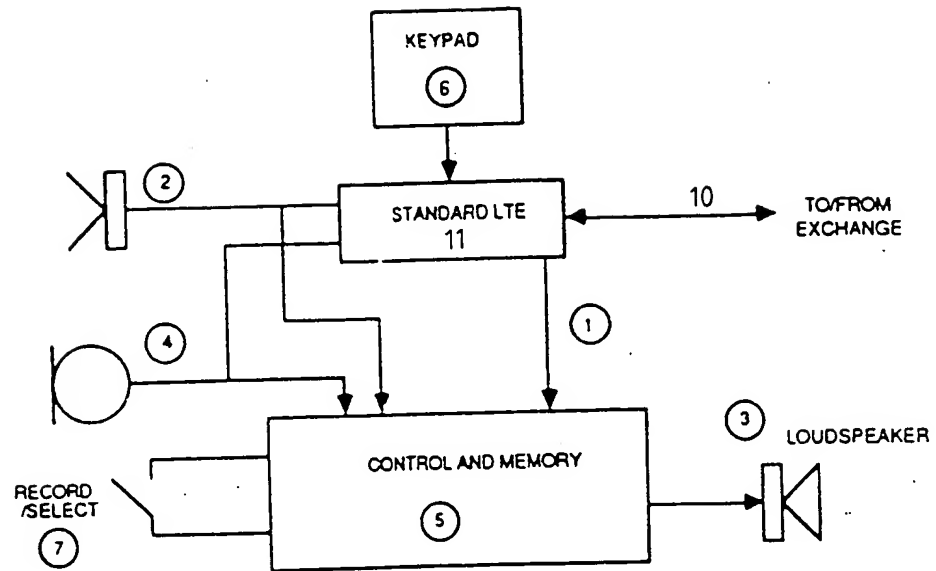 KEYPAD
6
2
STANDARD LTE
11
10
TO/FROM
EXCHANGE
1
4
3
LOUDSPEAKER
CONTROL AND MEMORY
5
RECORD
/SELECT
7